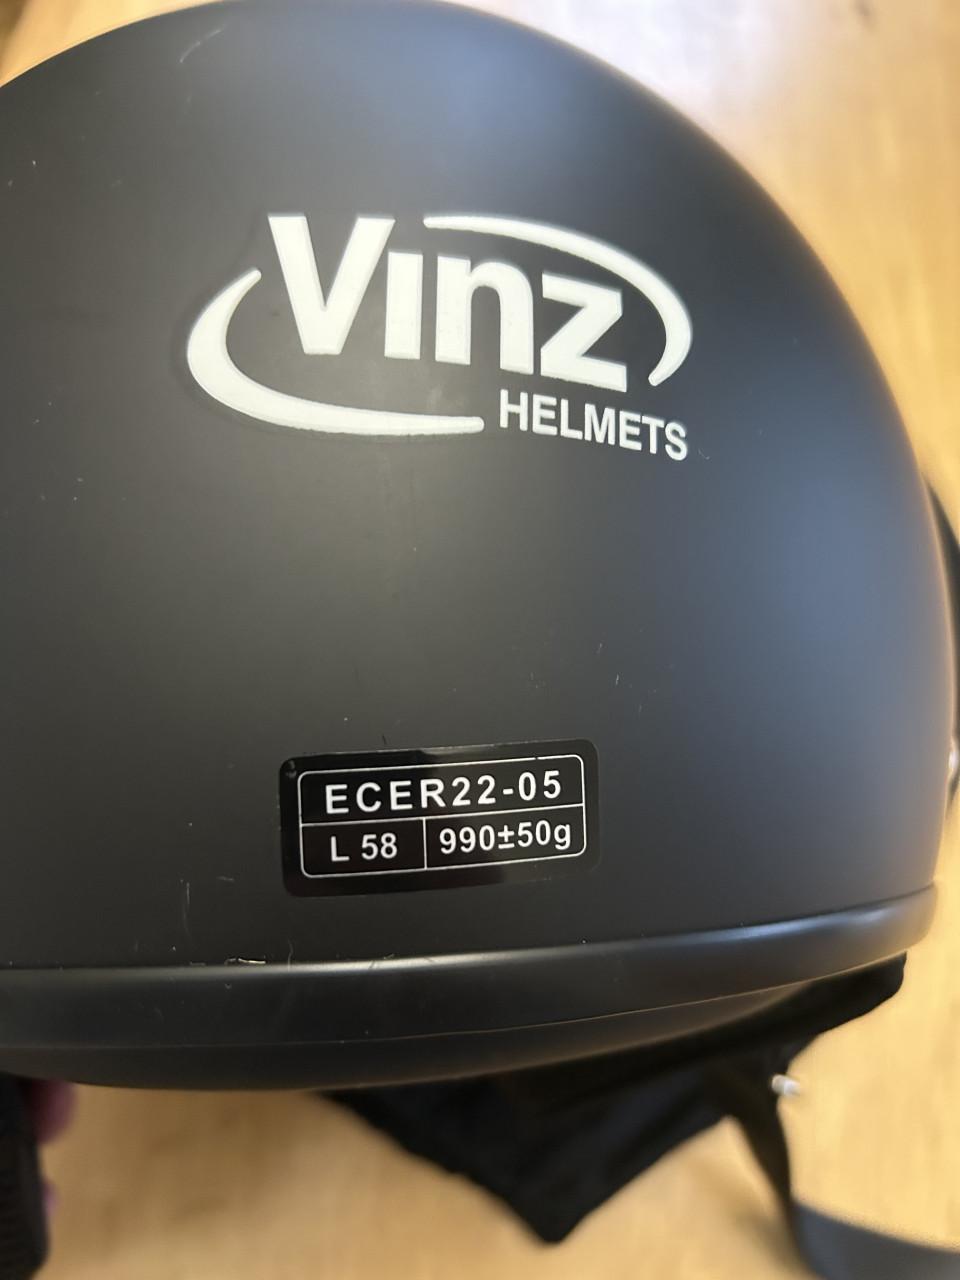 Vinz
HELMETS
ECER22-05
L 58
990±50g